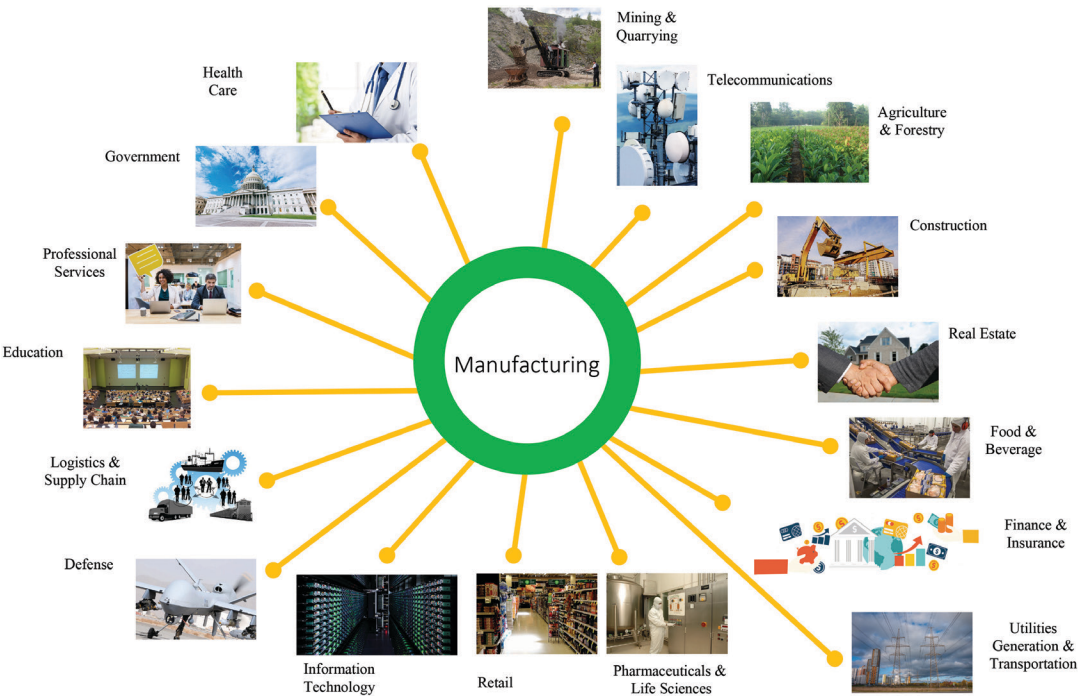 Mining &
Quarrying
Health
Care
Telecommunications
Agriculture
& Forestry
Government
Construction
Professional
Services
Real Estate
Education
Manufacturing
Food &
Beverage
Logistics &
Supply Chain
Finance &
Insurance
Defense
Utilities
Generation &
Transportation
Information
Technology
Retail
Pharmaceuticals &
Life Sciences